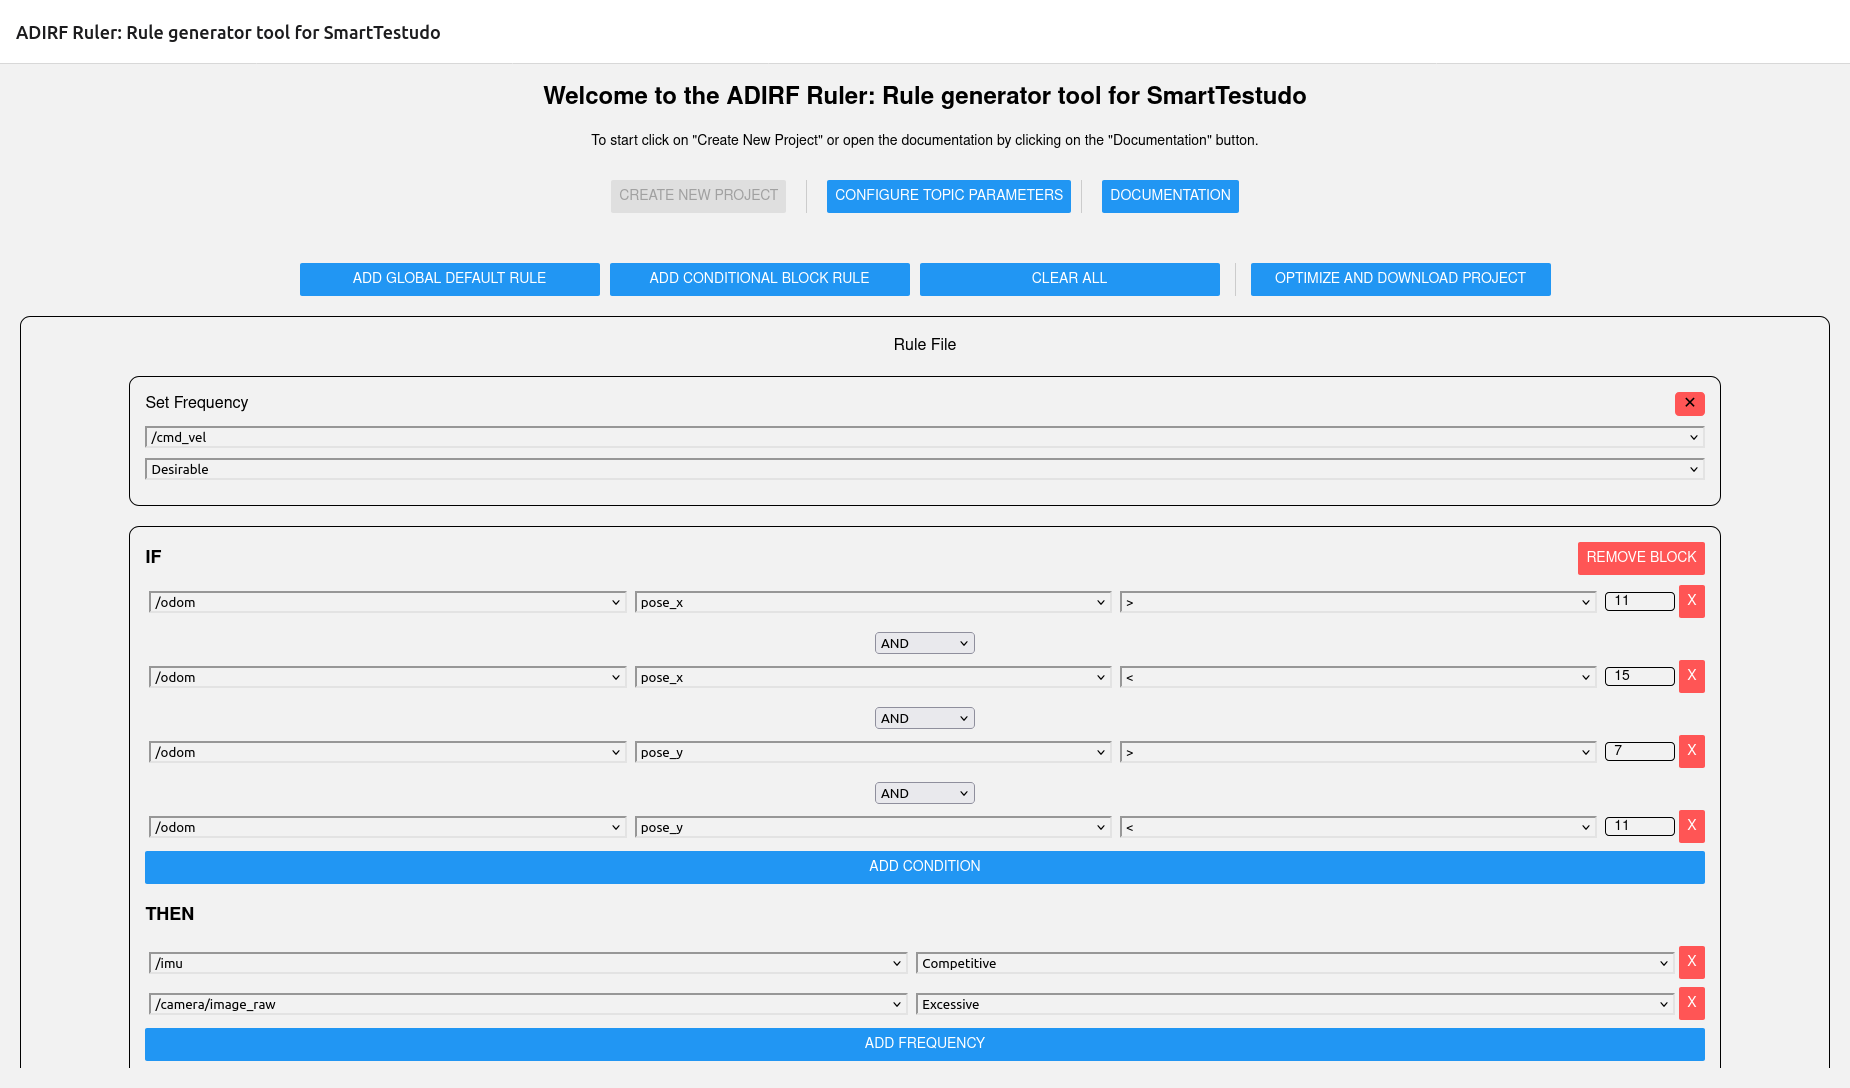 ADIRF Ruler: Rule generator tool for SmartTestudo
Welcome to the ADIRF Ruler: Rule generator tool for SmartTestudo
To start click on "Create New Project" or open the documentation by clicking on the "Documentation" button.
CREATE NEW PROJECT CONFIGURE TOPIC PARAMETERS DOCUMENTATION
ADD GLOBAL DEFAULT RULE ADD CONDITIONAL BLOCK RULE CLEAR ALL OPTIMIZE AND DOWNLOAD PROJECT
Rule File
Set Frequency ✕
/cmd_vel
Desirable
IF REMOVE BLOCK
/odom pose_x > 11 X
AND
/odom pose_x < 15 X
AND
/odom pose_y > 7 X
AND
/odom pose_y < 11 X
ADD CONDITION
THEN
/imu Competitive X
/camera/image_raw Excessive X
ADD FREQUENCY